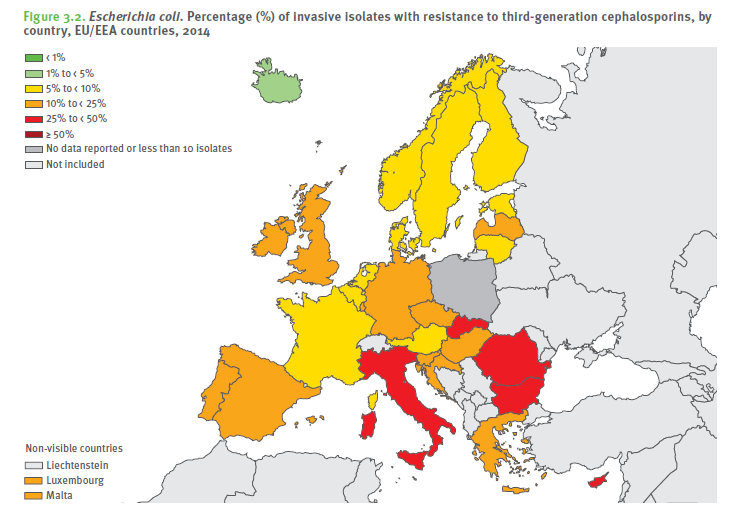 Figure 3.2. Escherichia coli. Percentage (%) of invasive isolates with resistance to third-generation cephalosporins, by
country, EU/EEA countries, 2014
< 1%
1% to < 5%
5% to < 10%
10% to < 25%
25% to < 50%
≥ 50%
No data reported or less than 10 isolates
Not included
Non-visible countries
Liechtenstein
Luxembourg
Malta